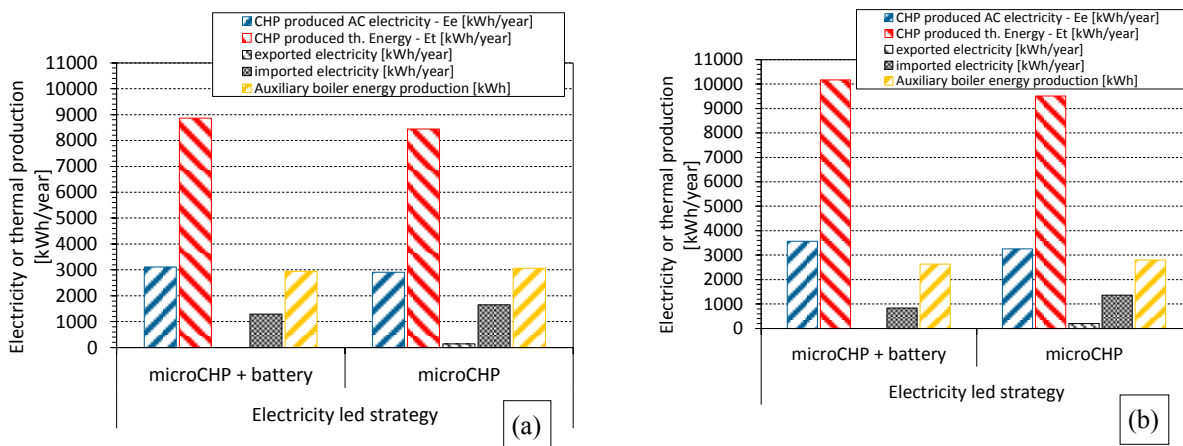 CHP produced AC electricity - Ee [kWh/year]
CHP produced th. Energy - Et [kWh/year]
exported electricity [kWh/year]
imported electricity [kWh/year]
Auxiliary boiler energy production [kWh]
Electricity or thermal production
[kWh/year]
11000
10000
9000
8000
7000
6000
5000
4000
3000
2000
1000
0
microCHP + battery
microCHP
Electricity led strategy
(a)
CHP produced AC electricity - Ee [kWh/year]
CHP produced th. Energy - Et [kWh/year]
exported electricity [kWh/year]
imported electricity [kWh/year]
Auxiliary boiler energy production [kWh]
Electricity or thermal production
[kWh/year]
11000
10000
9000
8000
7000
6000
5000
4000
3000
2000
1000
0
microCHP + battery
microCHP
Electricity led strategy
(b)